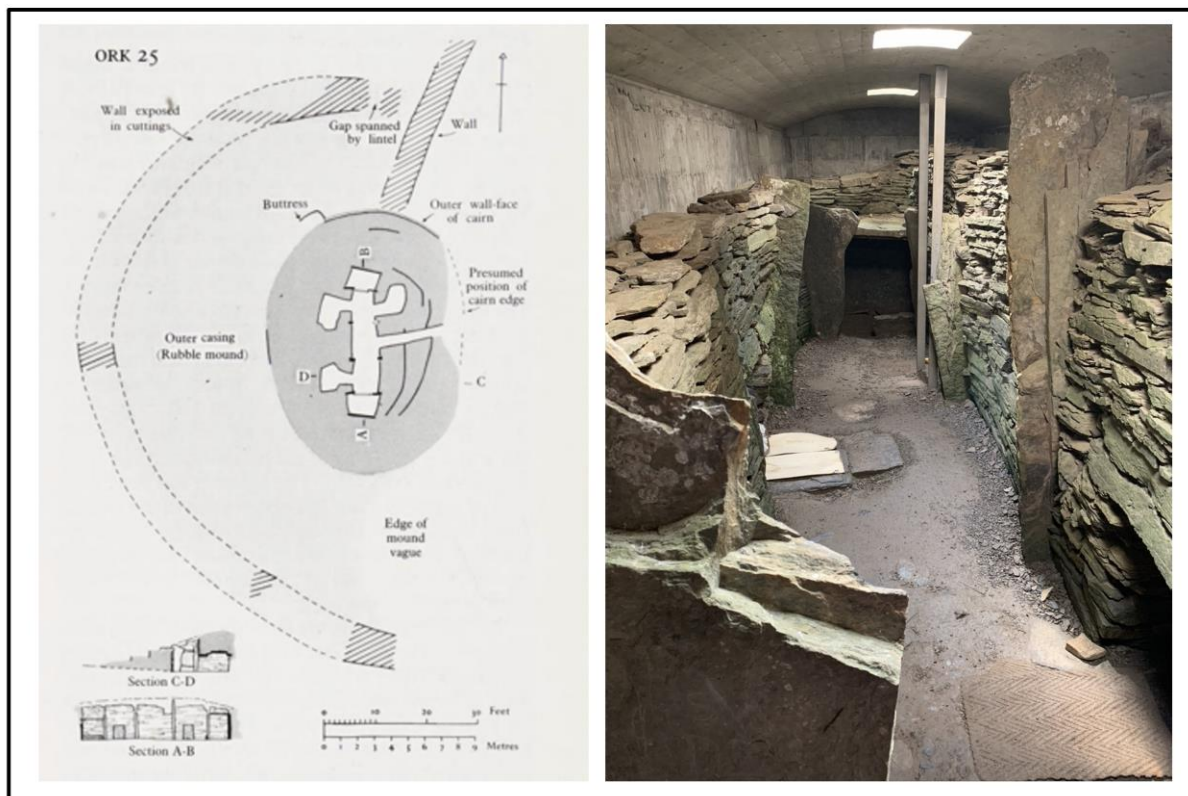 ORK 25
Wall exposed
in cuttings
Gap spanned
by lintel
Wall
Buttress
Outer wall-face
of cairn
B
Presumed
position of
cairn edge
Outer casing
(Rubble mound)
D
C
A
Edge of
mound
vague
Section C-D
Section A-B
0 10 20 30 Feet
0 1 2 3 4 5 6 7 8 9
Metres